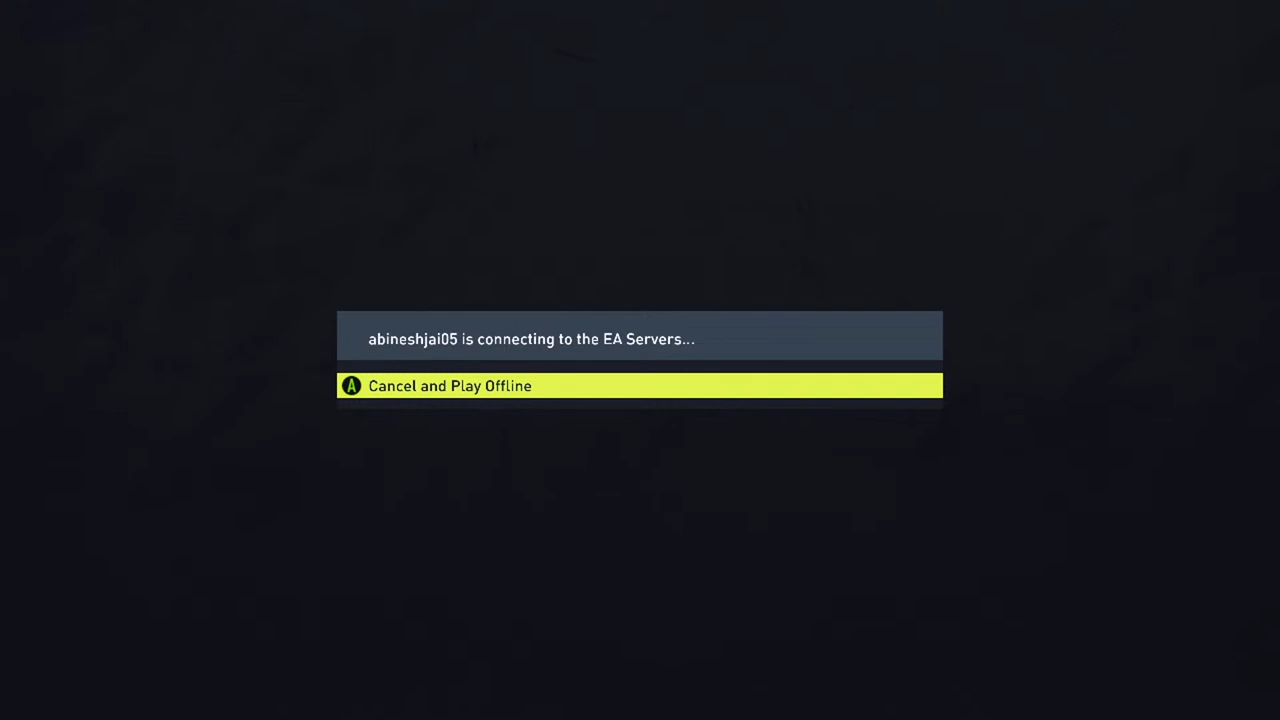 abineshjai05 is connecting to the EA Servers...
A Cancel and Play Offline